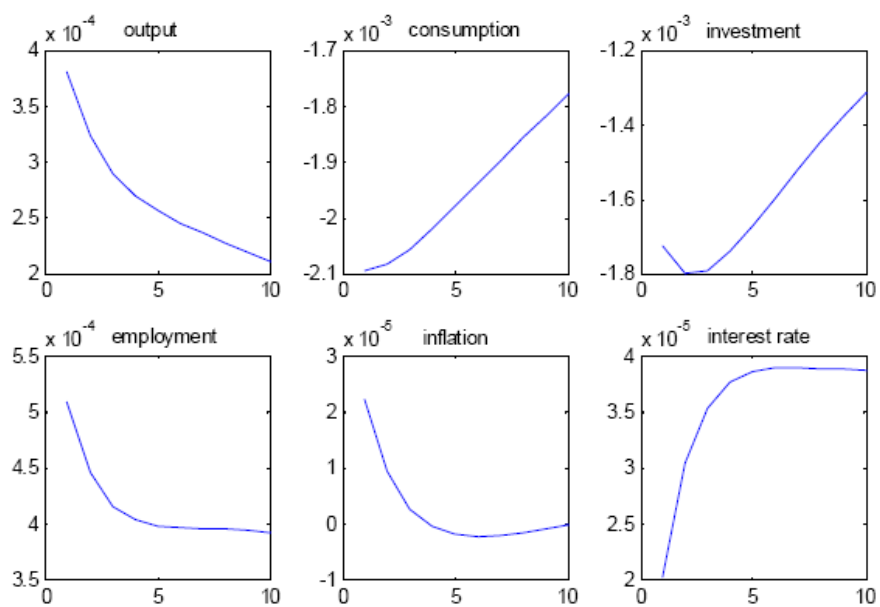 x 10⁻⁴ output
4
3.5
3
2.5
2
0 5 10
x 10⁻³ consumption
-1.7
-1.8
-1.9
-2
-2.1
0 5 10
x 10⁻³ investment
-1.2
-1.4
-1.6
-1.8
0 5 10
x 10⁻⁴ employment
5.5
5
4.5
4
3.5
0 5 10
x 10⁻⁵ inflation
3
2
1
0
-1
0 5 10
x 10⁻⁵ interest rate
4
3.5
3
2.5
2
0 5 10